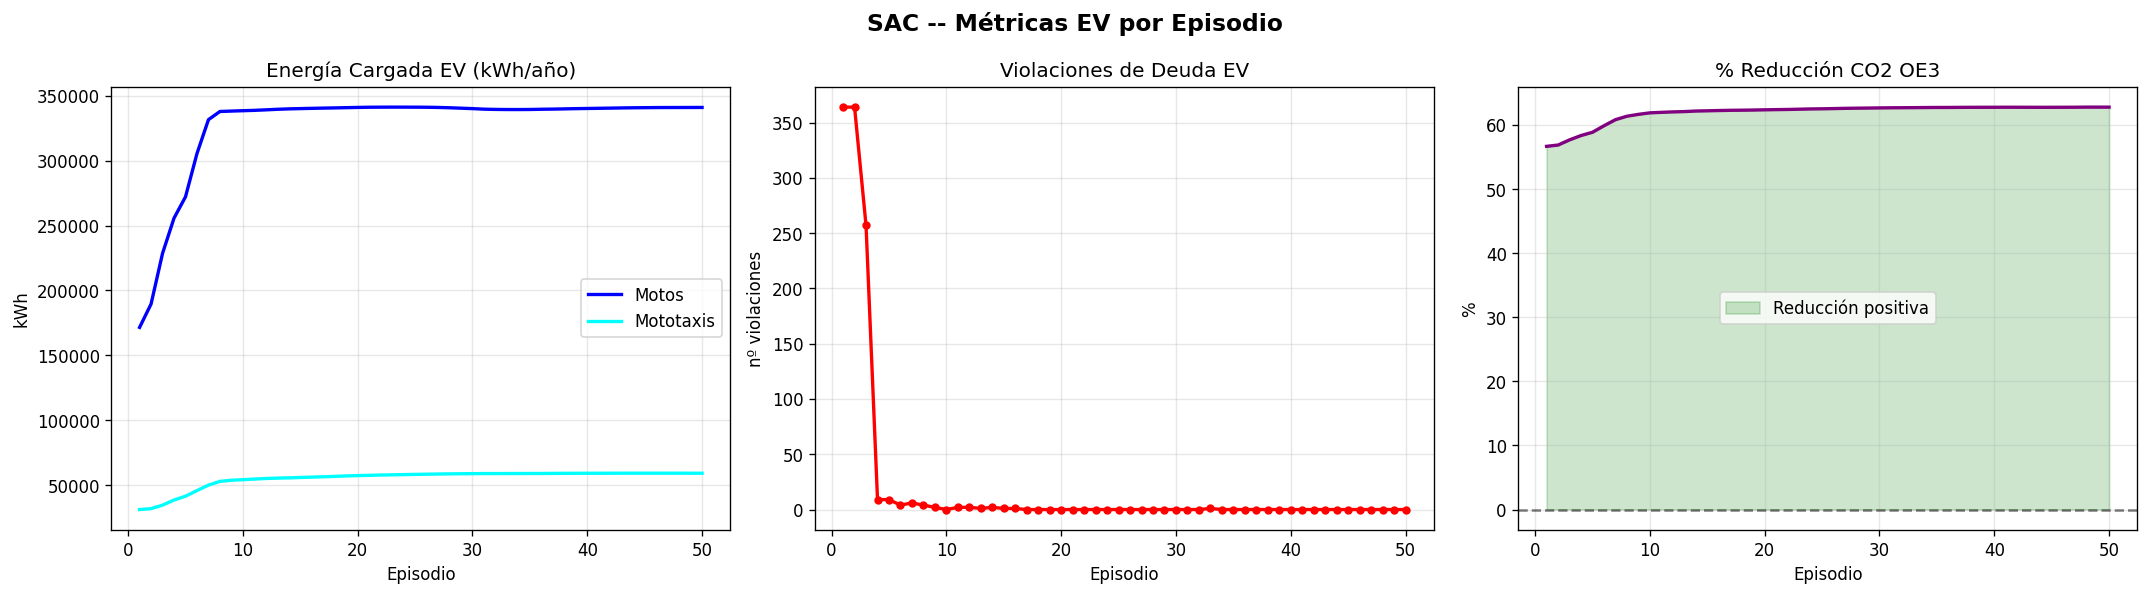 SAC -- Métricas EV por Episodio
Energía Cargada EV (kWh/año)
kWh
350000
300000
250000
200000
150000
100000
50000
Motos
Mototaxis
0 10 20 30 40 50
Episodio
Violaciones de Deuda EV
nº violaciones
350
300
250
200
150
100
50
0
0 10 20 30 40 50
Episodio
% Reducción CO2 OE3
%
60
50
40
30
20
10
0
Reducción positiva
0 10 20 30 40 50
Episodio